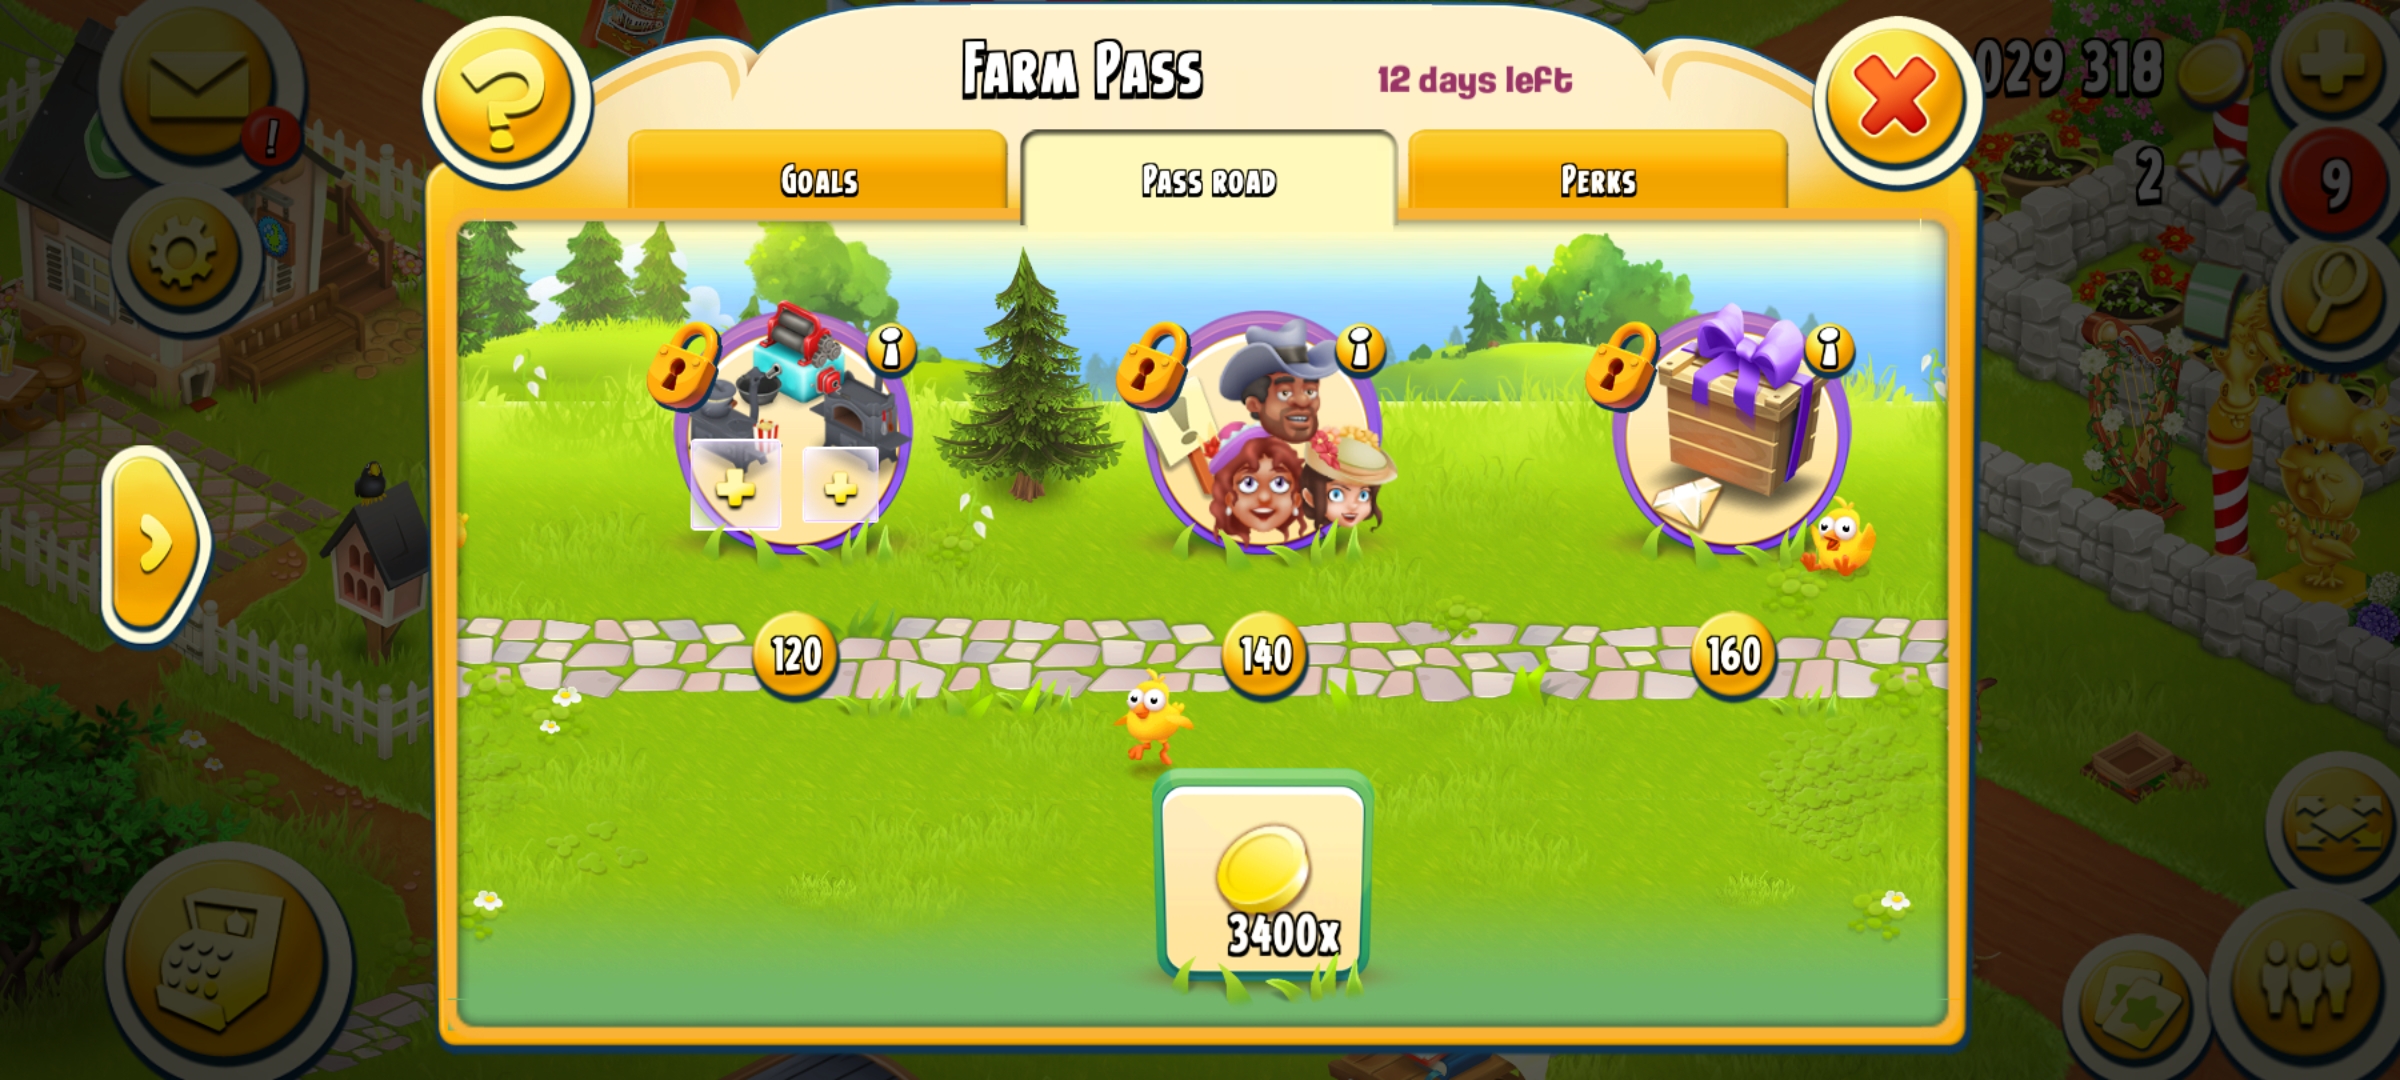 FARM PASS
12 days left
029 318
GOALS
PASS ROAD
PERKS
2
9
120
140
160
3400x